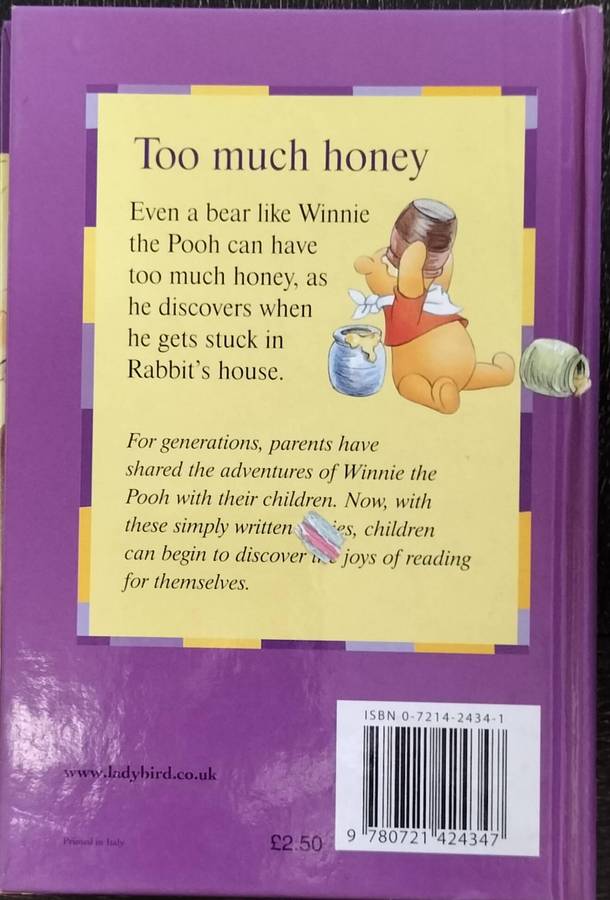 Too much honey
Even a bear like Winnie
the Pooh can have
too much honey, as
he discovers when
he gets stuck in
Rabbit's house.
For generations, parents have
shared the adventures of Winnie the
Pooh with their children. Now, with
these simply written children
can begin to discover joys of reading
for themselves.
ISBN 0-7214-2434-1
www.ladybird.co.uk
Printed in Italy
£2.50
9 780721 424347